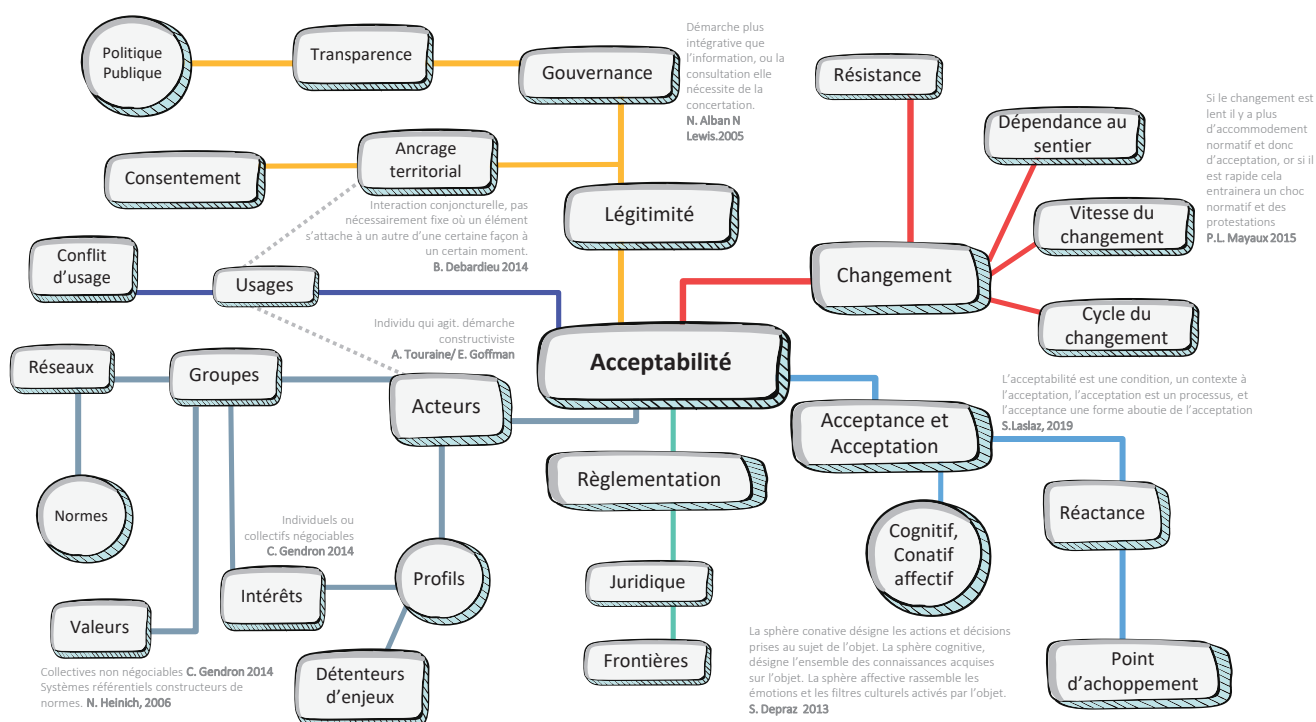 Politique
Publique
Transparence
Gouvernance
Démarche plus
intégrative que
l'information, ou la
consultation elle
nécessite de la
concertation.
N. Alban N
Lewis.2005
Résistance
Dépendance au
sentier
Si le changement est
lent il y a plus
d'accommodement
normatif et donc
d'acceptation, or si il
est rapide cela
entrainera un choc
normatif et des
protestations
P.L. Mayaux 2015
Consentement
Ancrage
territorial
Légitimité
Vitesse du
changement
Interaction conjoncturelle, pas
nécessairement fixe où un élément
s'attache à un autre d'une certaine façon à
un certain moment.
B. Debardieu 2014
Conflit
d'usage
Usages
Changement
Cycle du
changement
Individu qui agit. démarche
constructiviste
A. Touraine/ E. Goffman
Acceptabilité
Réseaux
Groupes
Acteurs
Acceptance et
Acceptation
L'acceptabilité est une condition, un contexte à
l'acceptation, l'acceptation est un processus, et
l'acceptance une forme aboutie de l'acceptation
S.Laslaz, 2019
Règlementation
Normes
Réactance
Cognitif,
Conatif
affectif
Individuels ou
collectifs négociables
C. Gendron 2014
Intérêts
Profils
Juridique
Valeurs
Frontières
La sphère conative désigne les actions et décisions
prises au sujet de l'objet. La sphère cognitive,
désigne l'ensemble des connaissances acquises
sur l'objet. La sphère affective rassemble les
émotions et les filtres culturels activés par l'objet.
S. Depraz 2013
Point
d'achoppement
Collectives non négociables C. Gendron 2014
Systèmes référentiels constructeurs de
normes. N. Heinich, 2006
Détenteurs
d'enjeux